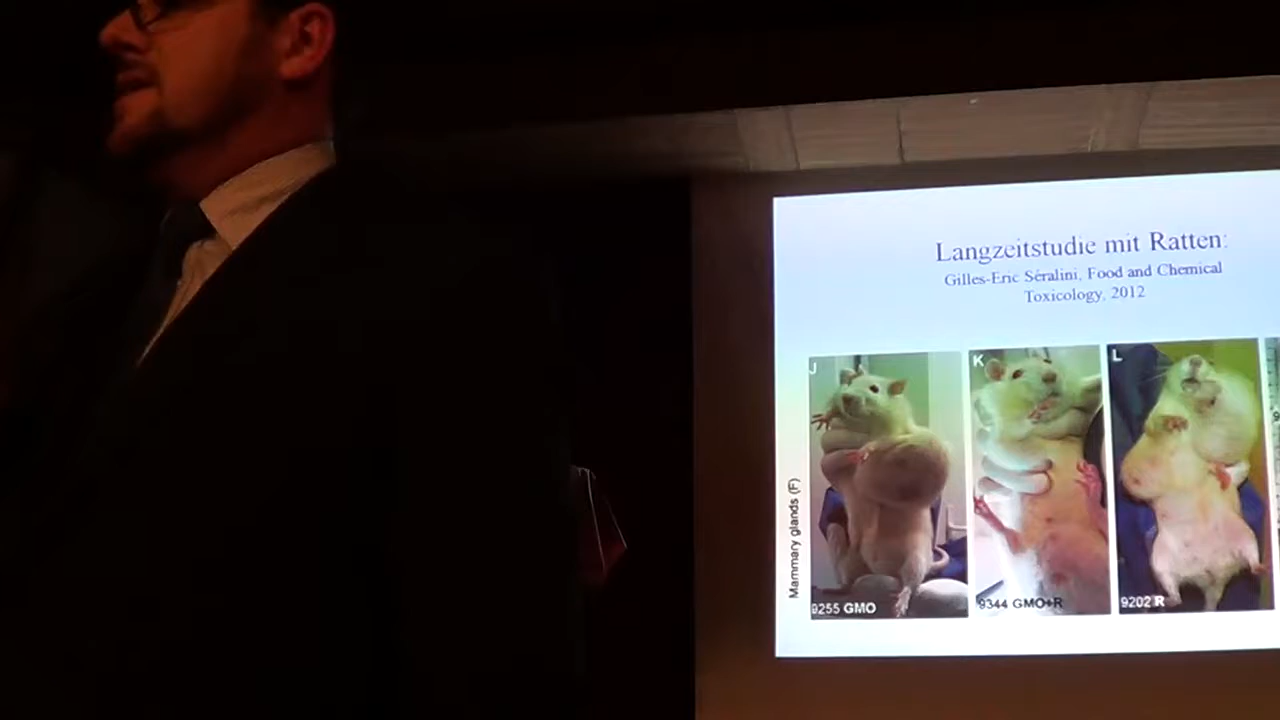 Langzeitstudie mit Ratten:
Gilles-Eric Séralini, Food and Chemical
Toxicology, 2012
J
K
L
Mammary glands (F)
9255 GMO
9344 GMO+R
9202 R